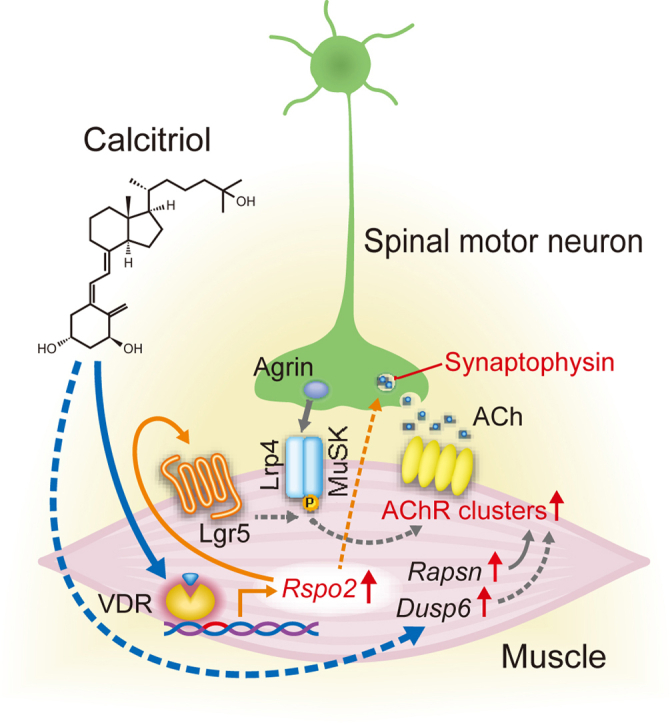 Calcitriol
OH
H
H
HO
OH
Spinal motor neuron
Agrin
Synaptophysin
ACh
Lrp4
MuSK
P
Lgr5
AChR clusters
Rapsn
Rspo2
Dusp6
VDR
Muscle